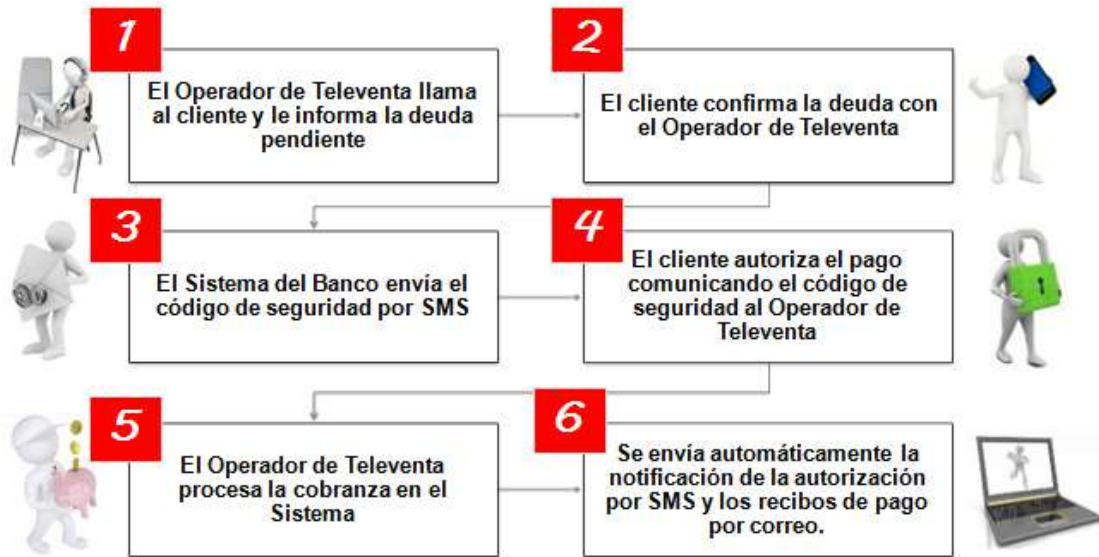 1
El Operador de Televenta llama
al cliente y le informa la deuda
pendiente
2
El cliente confirma la deuda con
el Operador de Televenta
3
El Sistema del Banco envía el
código de seguridad por SMS
4
El cliente autoriza el pago
comunicando el código de
seguridad al Operador de
Televenta
5
El Operador de Televenta
procesa la cobranza en el
Sistema
6
Se envía automáticamente la
notificación de la autorización
por SMS y los recibos de pago
por correo.